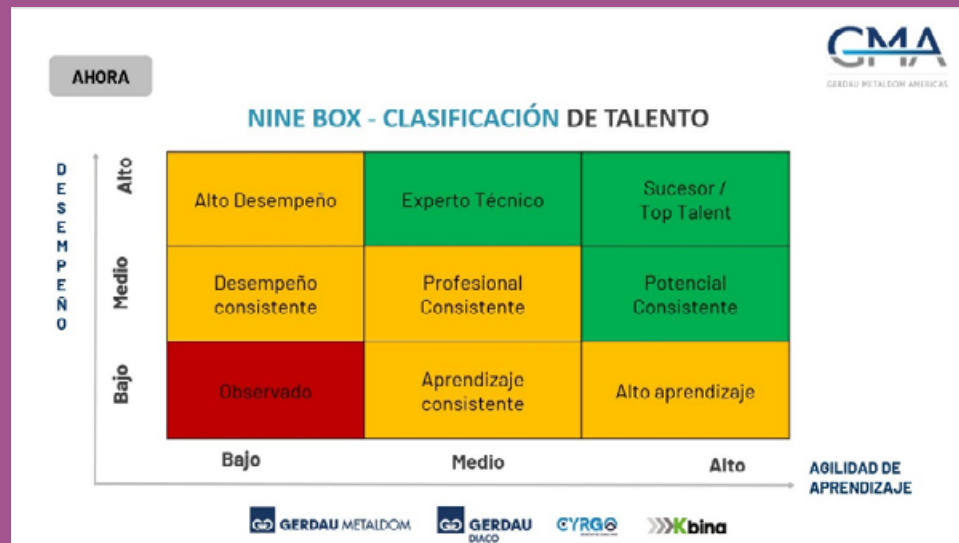 AHORA
GMA
GERDAU METALDOM AMERICAS
NINE BOX - CLASIFICACIÓN DE TALENTO
DESEMPEÑO
Alto
Alto Desempeño
Experto Técnico
Sucesor /
Top Talent
Medio
Desempeño
consistente
Profesional
Consistente
Potencial
Consistente
Bajo
Observado
Aprendizaje
consistente
Alto aprendizaje
Bajo
Medio
Alto
AGILIDAD DE
APRENDIZAJE
GERDAU METALDOM
GERDAU
DIACO
CYRGO
Kbina